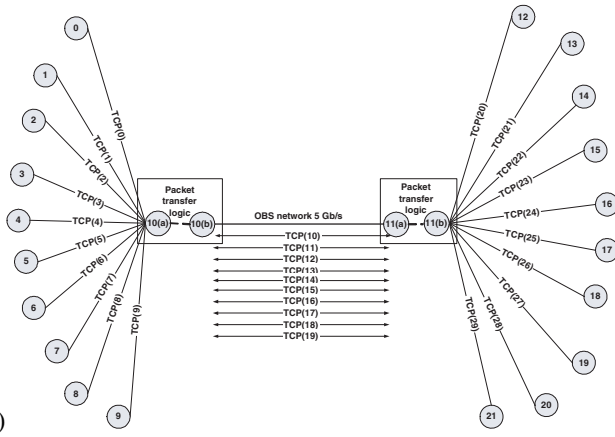 0
1
2
3
4
5
6
7
8
9
TCP(0)
TCP(1)
TCP(2)
TCP(3)
TCP(4)
TCP(5)
TCP(6)
TCP(7)
TCP(8)
TCP(9)
Packet
transfer
logic
10(a)
10(b)
OBS network 5 Gb/s
TCP(10)
TCP(11)
TCP(12)
TCP(13)
TCP(14)
TCP(15)
TCP(16)
TCP(17)
TCP(18)
TCP(19)
Packet
transfer
logic
11(a)
11(b)
TCP(20)
TCP(21)
TCP(22)
TCP(23)
TCP(24)
TCP(25)
TCP(26)
TCP(27)
TCP(28)
TCP(29)
12
13
14
15
16
17
18
19
20
21
)